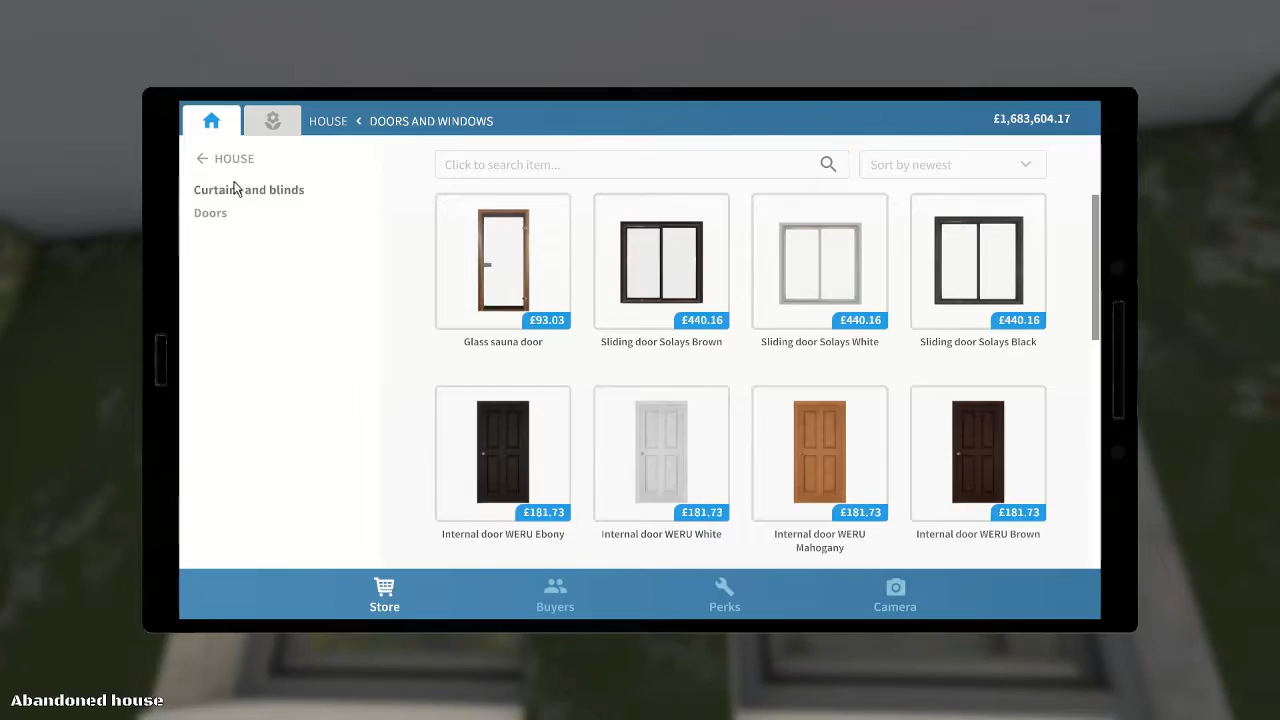 HOUSE < DOORS AND WINDOWS
£1,683,604.17
HOUSE
Curtains and blinds
Doors
Click to search item...
Sort by newest
£93.03
£440.16
£440.16
£440.16
Glass sauna door
Sliding door Solays Brown
Sliding door Solays White
Sliding door Solays Black
£181.73
£181.73
£181.73
£181.73
Internal door WERU Ebony
Internal door WERU White
Internal door WERU
Mahogany
Internal door WERU Brown
Store
Buyers
Perks
Camera
Abandoned house